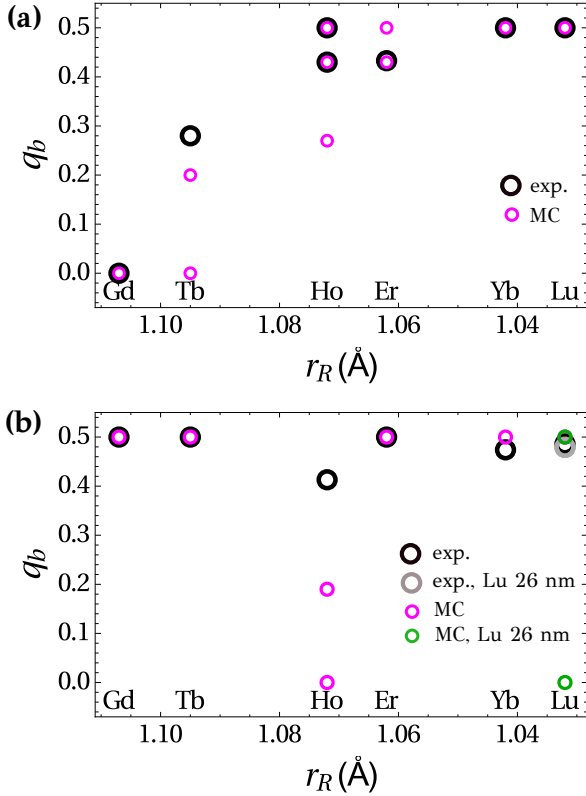 (a)
0.5
0.4
0.3
0.2
0.1
0.0
q_b
exp.
MC
Gd Tb Ho Er Yb Lu
1.10 1.08 1.06 1.04
r_R (Å)
(b)
0.5
0.4
0.3
0.2
0.1
0.0
q_b
exp.
exp., Lu 26 nm
MC
MC, Lu 26 nm
Gd Tb Ho Er Yb Lu
1.10 1.08 1.06 1.04
r_R (Å)